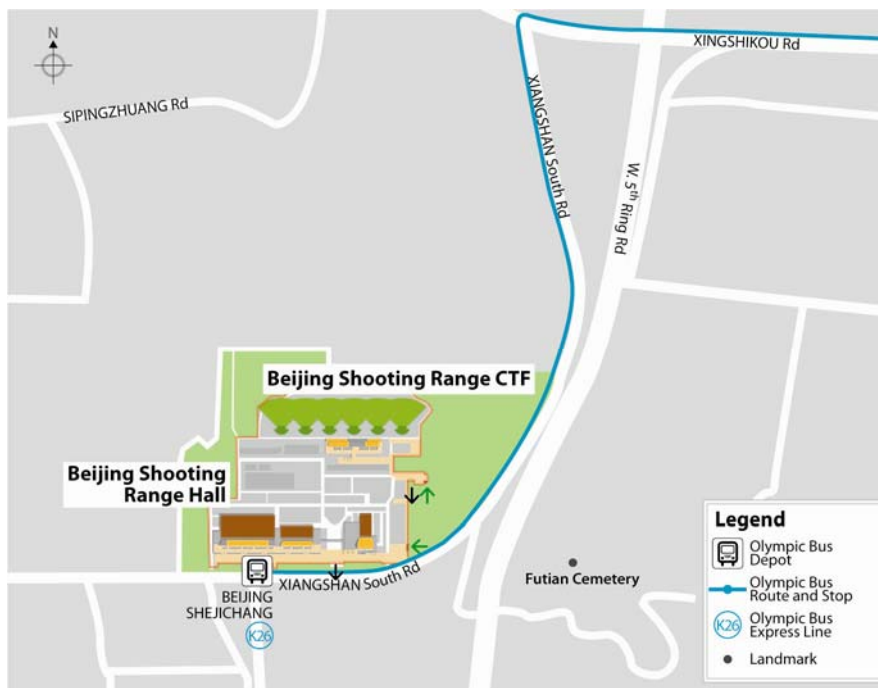 N
XINGSHIKOU Rd
SIPINGZHUANG Rd
XIANGSHAN South Rd
W. 5th Ring Rd
Beijing Shooting Range CTF
Beijing Shooting
Range Hall
XIANGSHAN South Rd
BEIJING
SHEJICHANG
K26
Futian Cemetery
Legend
Olympic Bus
Depot
Olympic Bus
Route and Stop
K26
Olympic Bus
Express Line
Landmark